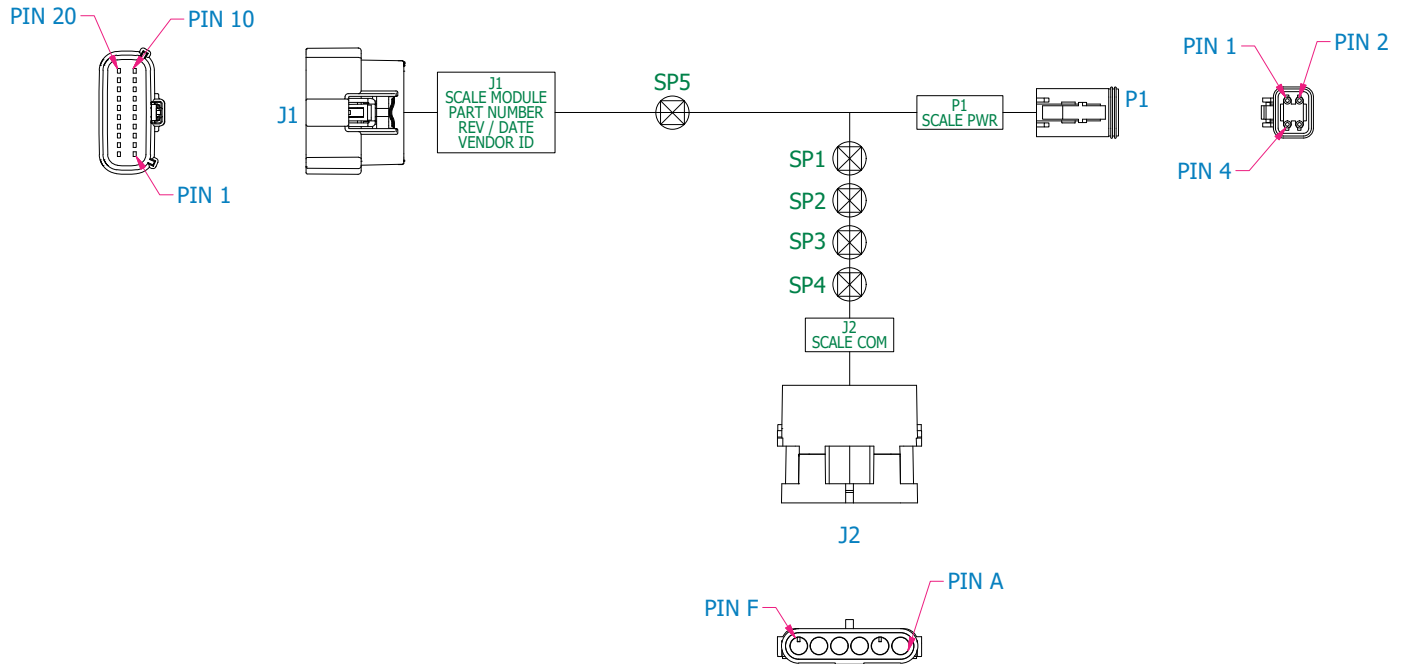 PIN 20
PIN 10
PIN 1
J1
J1
SCALE MODULE
PART NUMBER
REV / DATE
VENDOR ID
SP5
P1
SCALE PWR
P1
PIN 1
PIN 2
PIN 4
SP1
SP2
SP3
SP4
J2
SCALE COM
J2
PIN F
PIN A